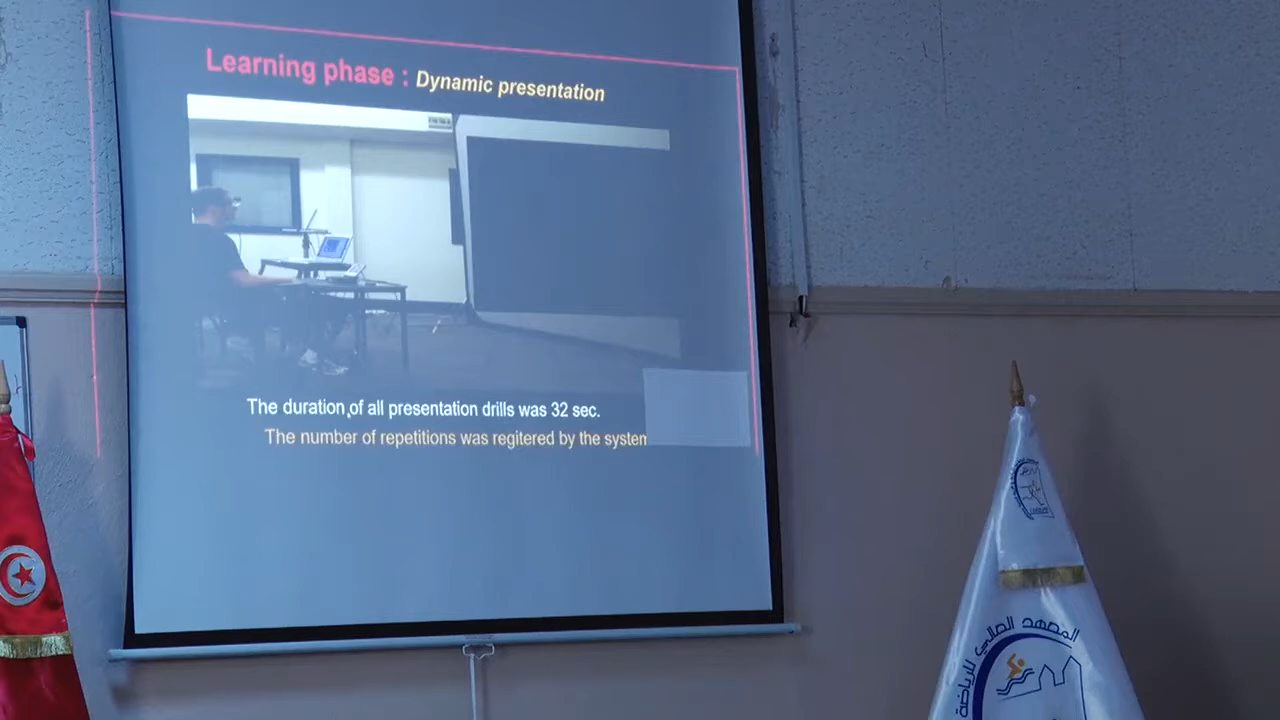 Learning phase : Dynamic presentation
The duration of all presentation drills was 32 sec.
The number of repetitions was regitered by the system
المعهد العالي للرياضة